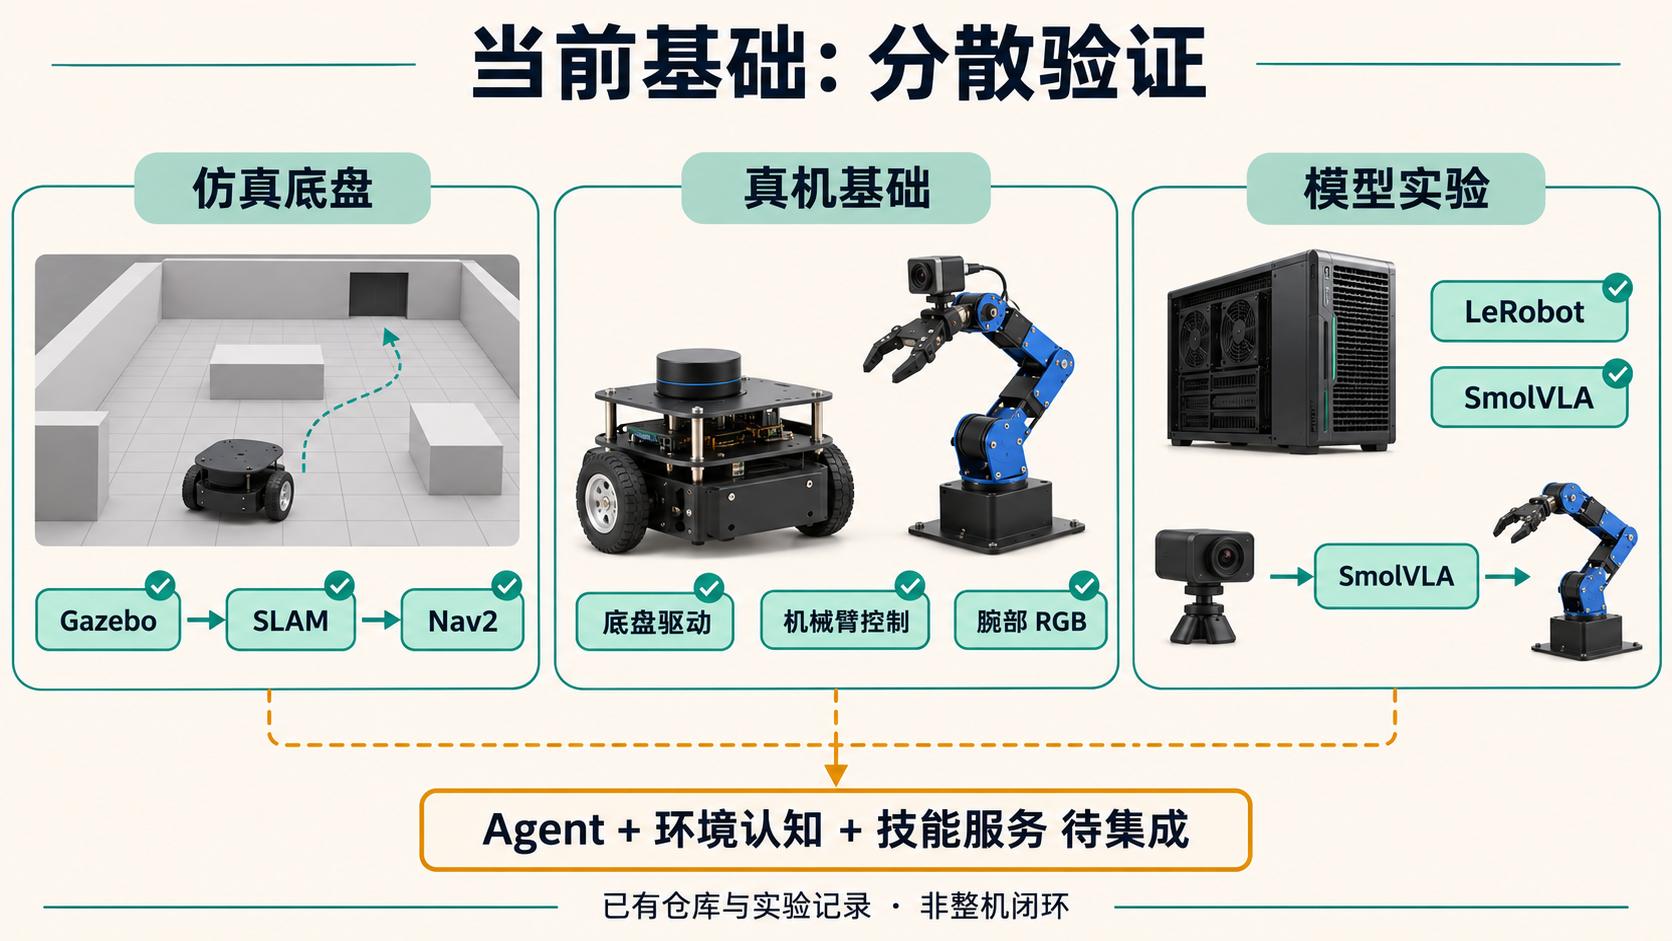 当前基础：分散验证
仿真底盘
Gazebo
SLAM
Nav2
真机基础
底盘驱动
机械臂控制
腕部 RGB
模型实验
LeRobot
SmolVLA
SmolVLA
Agent + 环境认知 + 技能服务 待集成
已有仓库与实验记录 · 非整机闭环